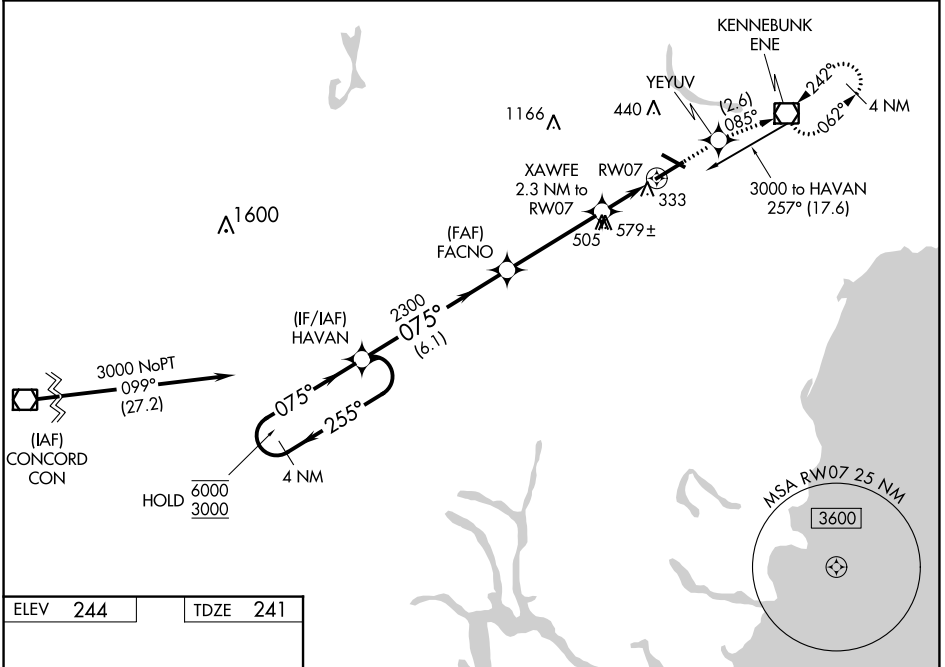 KENNEBUNK
ENE
YEYUV
242°
062°
4 NM
(2.6)
085°
1166
440
XAWFE
2.3 NM to
RW07
RW07
333
3000 to HAVAN
257° (17.6)
505
579±
1600
(FAF)
FACNO
(IF/IAF)
HAVAN
2300
075°
(6.1)
3000 NoPT
099°
(27.2)
075°
255°
(IAF)
CONCORD
CON
4 NM
HOLD
6000
3000
MSA RW07 25 NM
3600
ELEV 244
TDZE 241